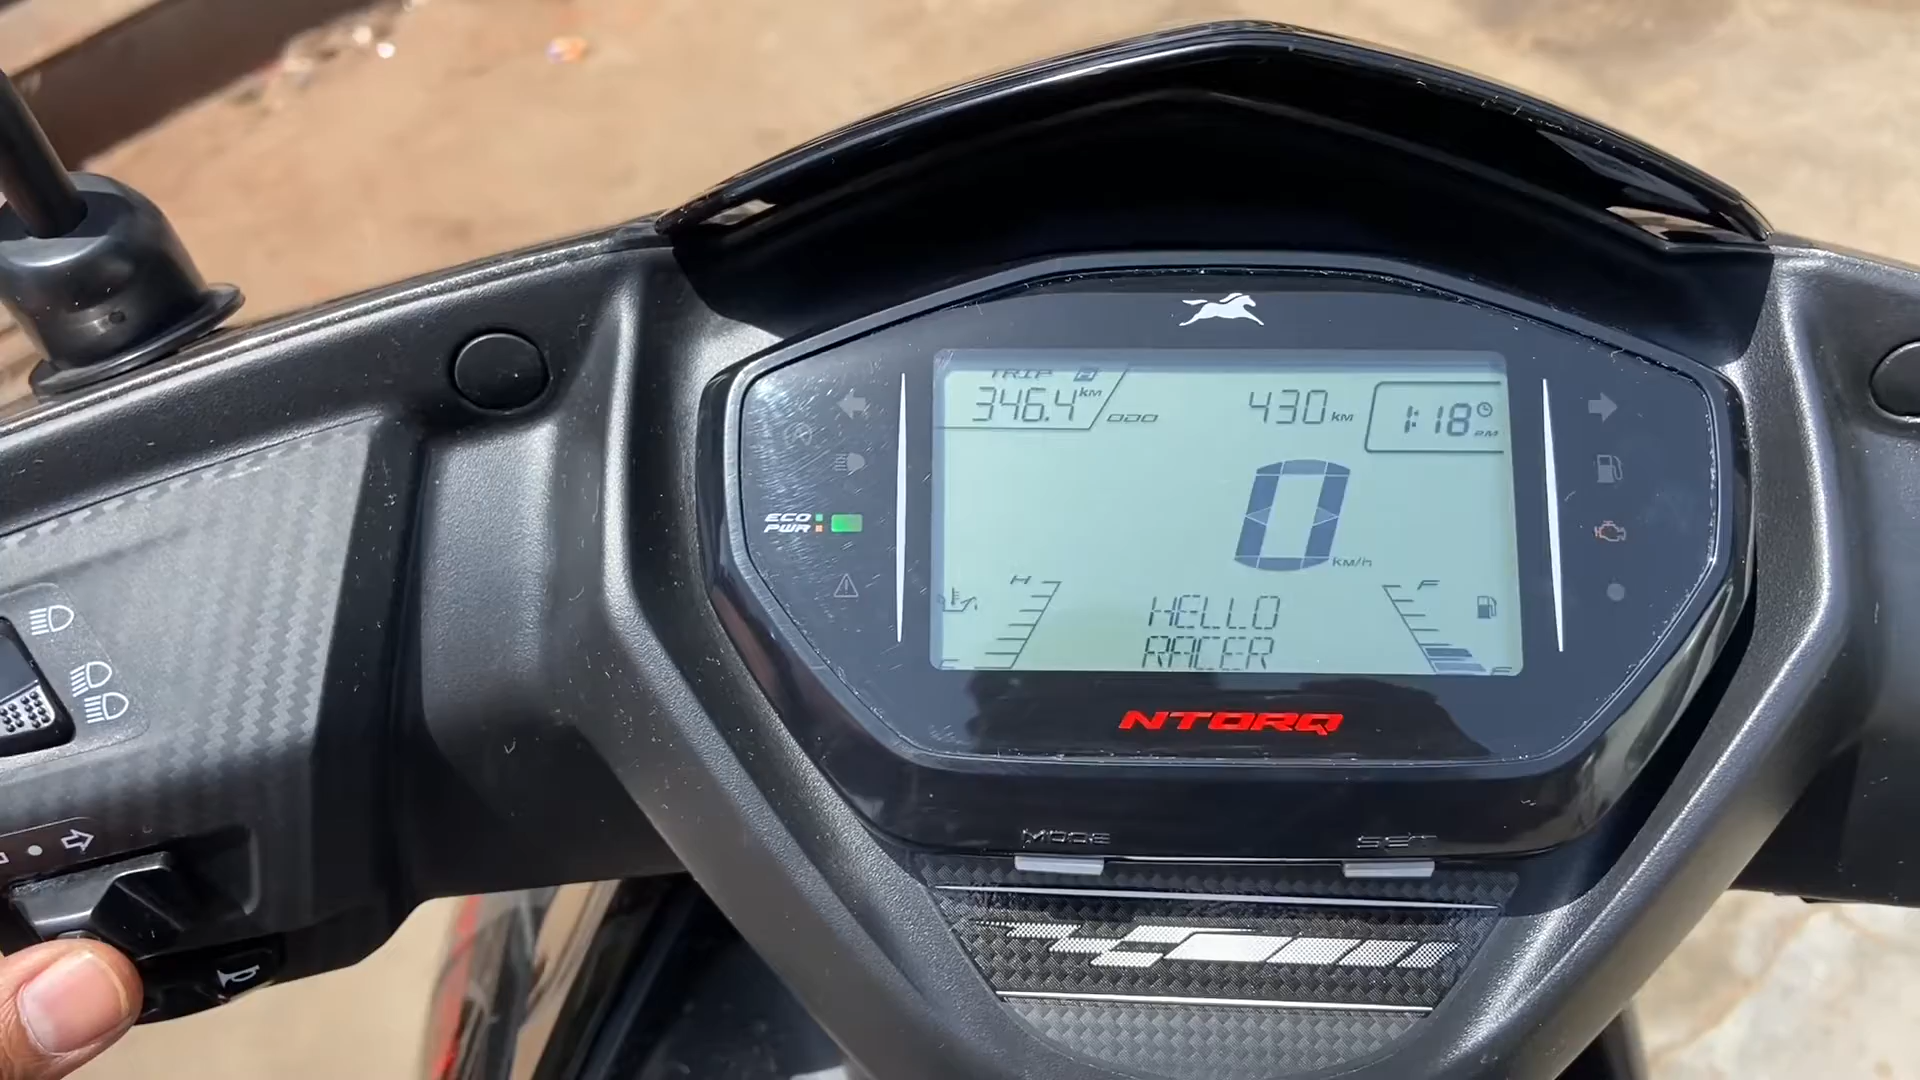 TRIP F
346.4 km
ODO 430 KM
1:18 PM
ECO
PWR
0 KM/H
H
F
HELLO
RACER
NTORQ
MODE
SET